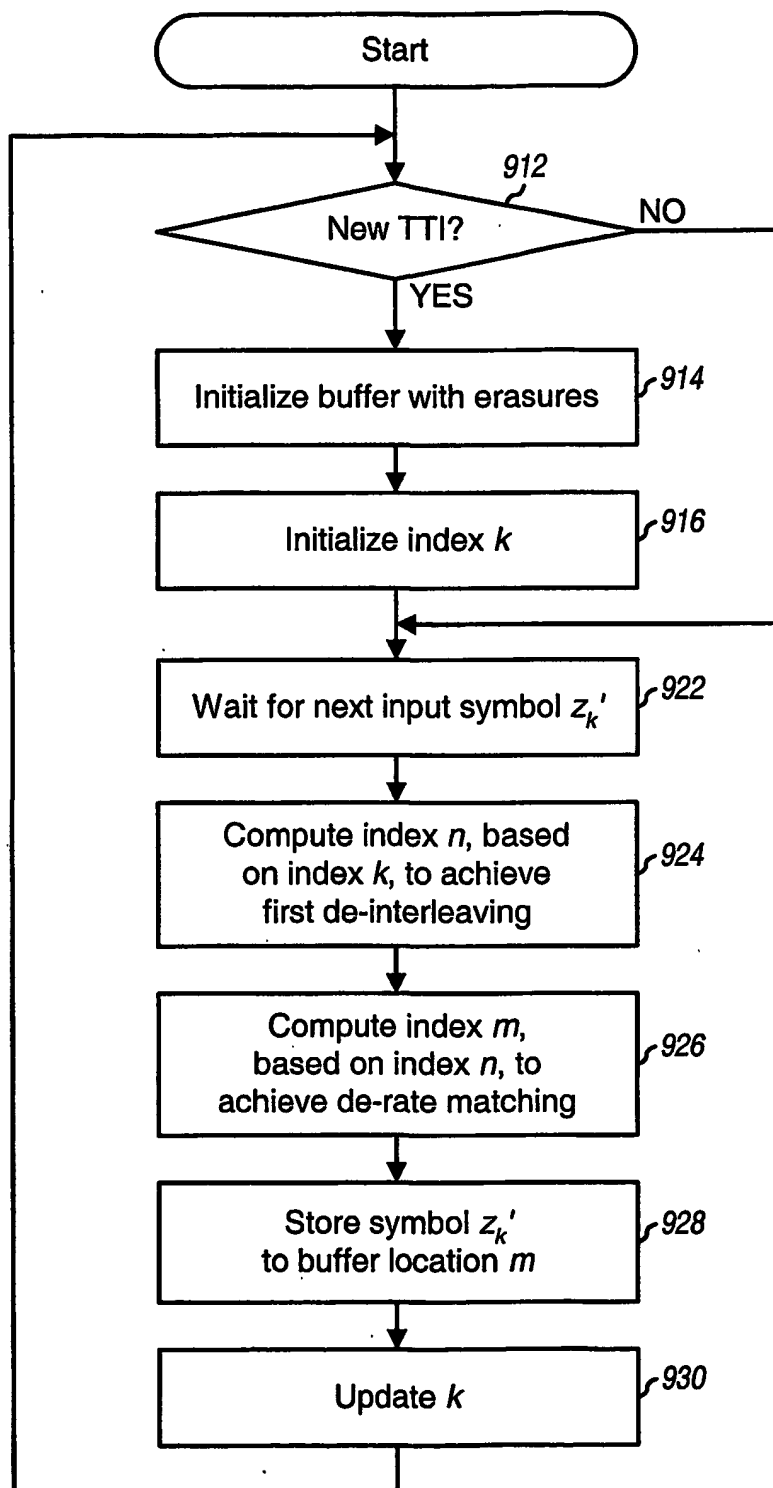 Start
912
New TTI?
NO
YES
Initialize buffer with erasures
914
Initialize index k
916
Wait for next input symbol z_k'
922
Compute index n, based
on index k, to achieve
first de-interleaving
924
Compute index m,
based on index n, to
achieve de-rate matching
926
Store symbol z_k'
to buffer location m
928
Update k
930